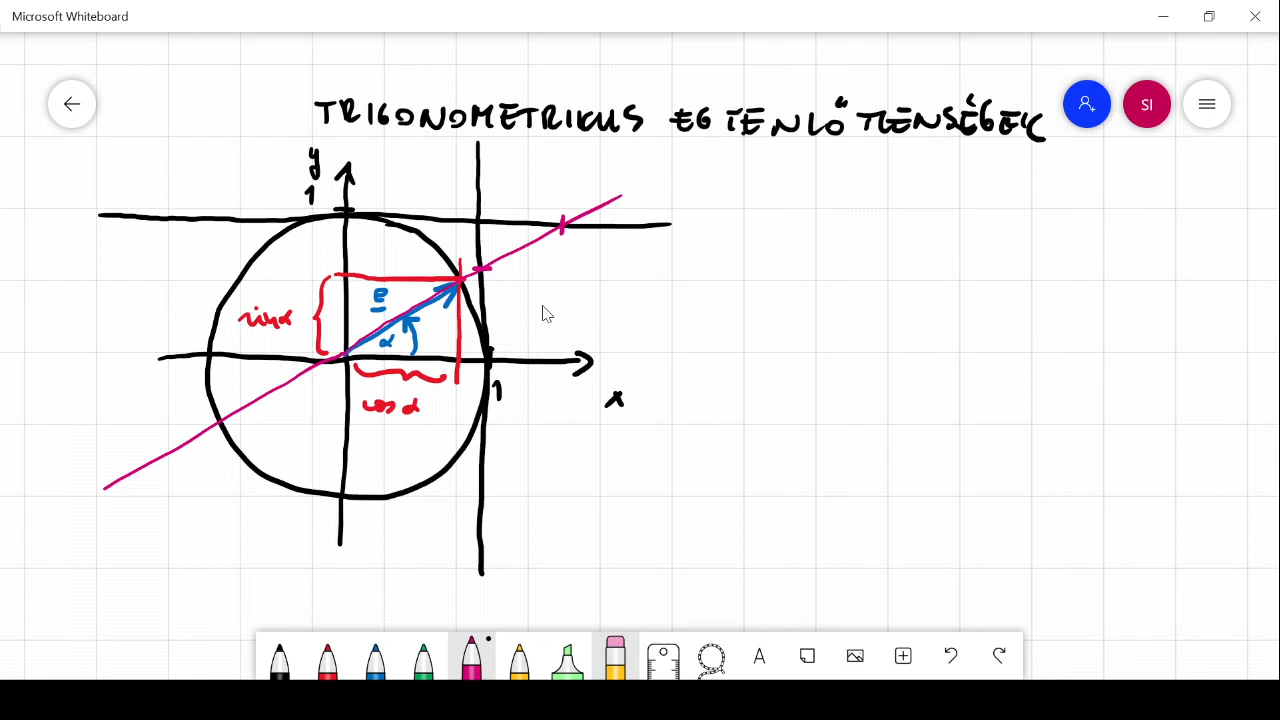 Microsoft Whiteboard
TRIGONOMETRIKUS EGYENLŐTLENSÉGEK
SI
y
1
e
sin α
α
1
cos α
x
A